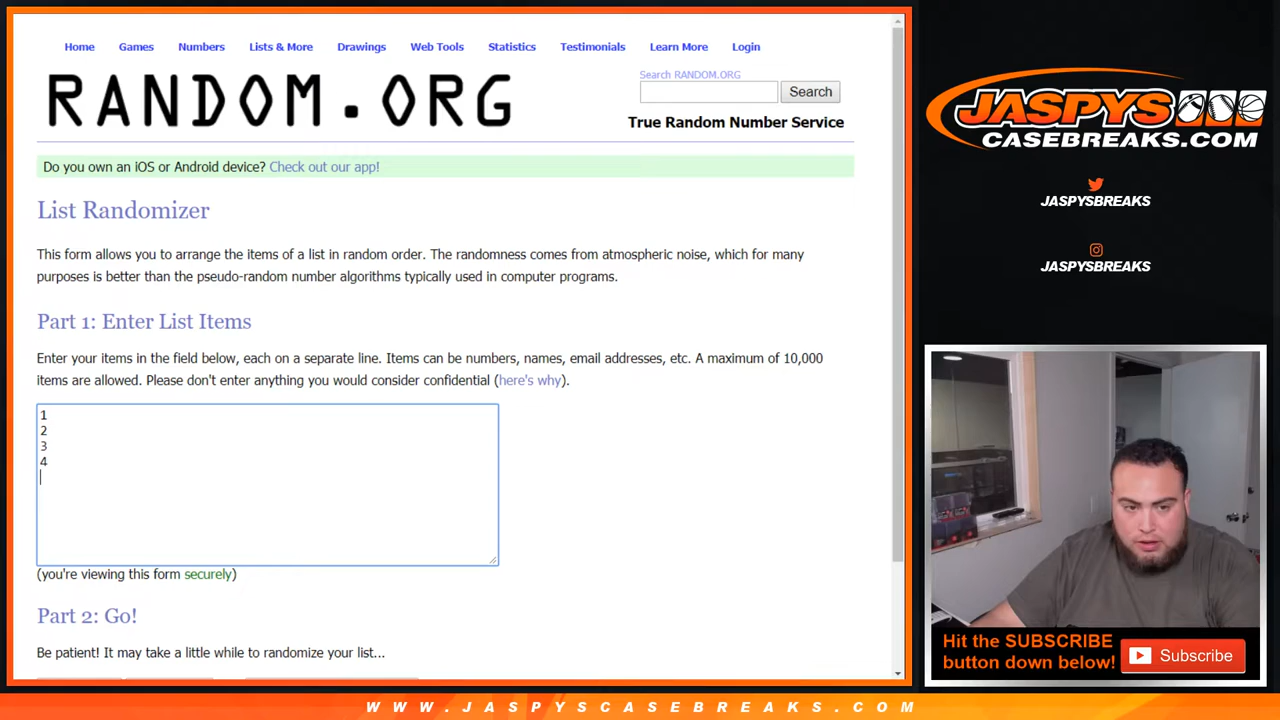 Home Games Numbers Lists & More Drawings Web Tools Statistics Testimonials Learn More Login
RANDOM.ORG
Search RANDOM.ORG
Search
True Random Number Service
Do you own an iOS or Android device? Check out our app!
List Randomizer
This form allows you to arrange the items of a list in random order. The randomness comes from atmospheric noise, which for many
purposes is better than the pseudo-random number algorithms typically used in computer programs.
Part 1: Enter List Items
Enter your items in the field below, each on a separate line. Items can be numbers, names, email addresses, etc. A maximum of 10,000
items are allowed. Please don't enter anything you would consider confidential (here's why).
1
2
3
4
(you're viewing this form securely)
Part 2: Go!
Be patient! It may take a little while to randomize your list...
JASPYS
CASEBREAKS.COM
JASPYSBREAKS
JASPYSBREAKS
Hit the SUBSCRIBE
button down below!
Subscribe
WWW.JASPYSCASEBREAKS.COM